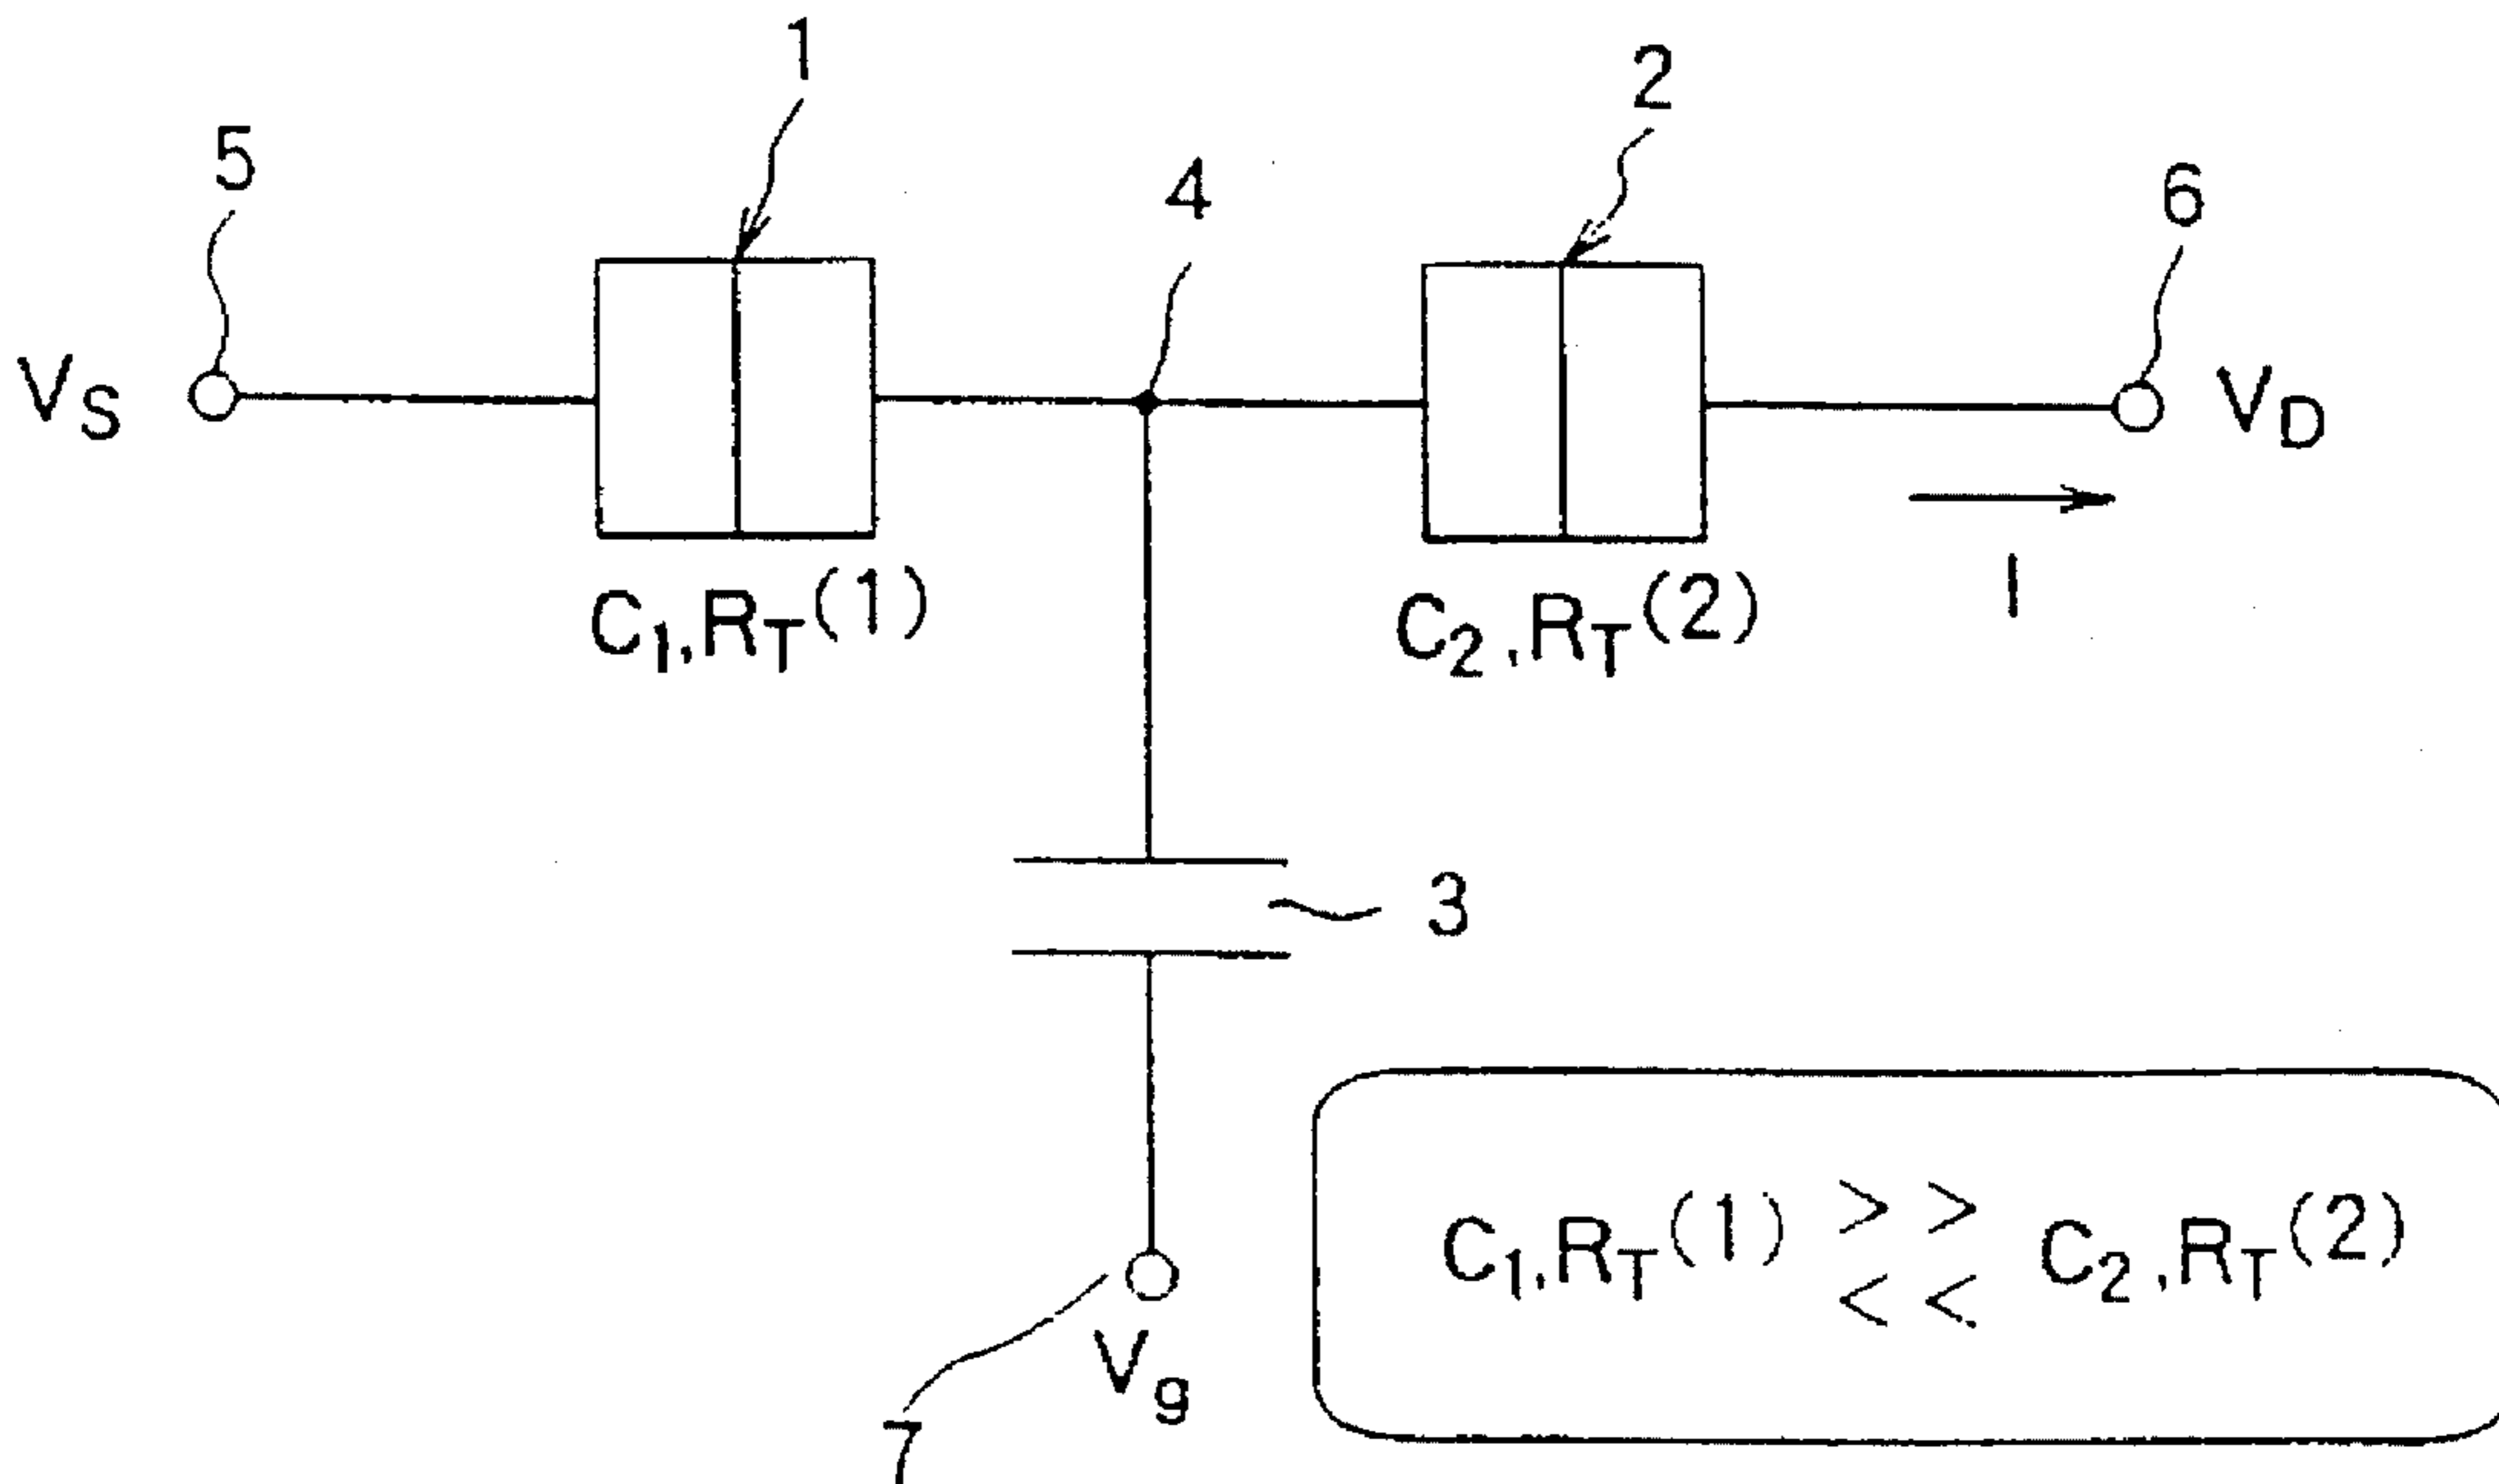 1
2
5
4
6
V_S
V_D
I
C_1, R_T^(1)
C_2, R_T^(2)
3
C_1, R_T^(1) >> << C_2, R_T^(2)
V_g
7